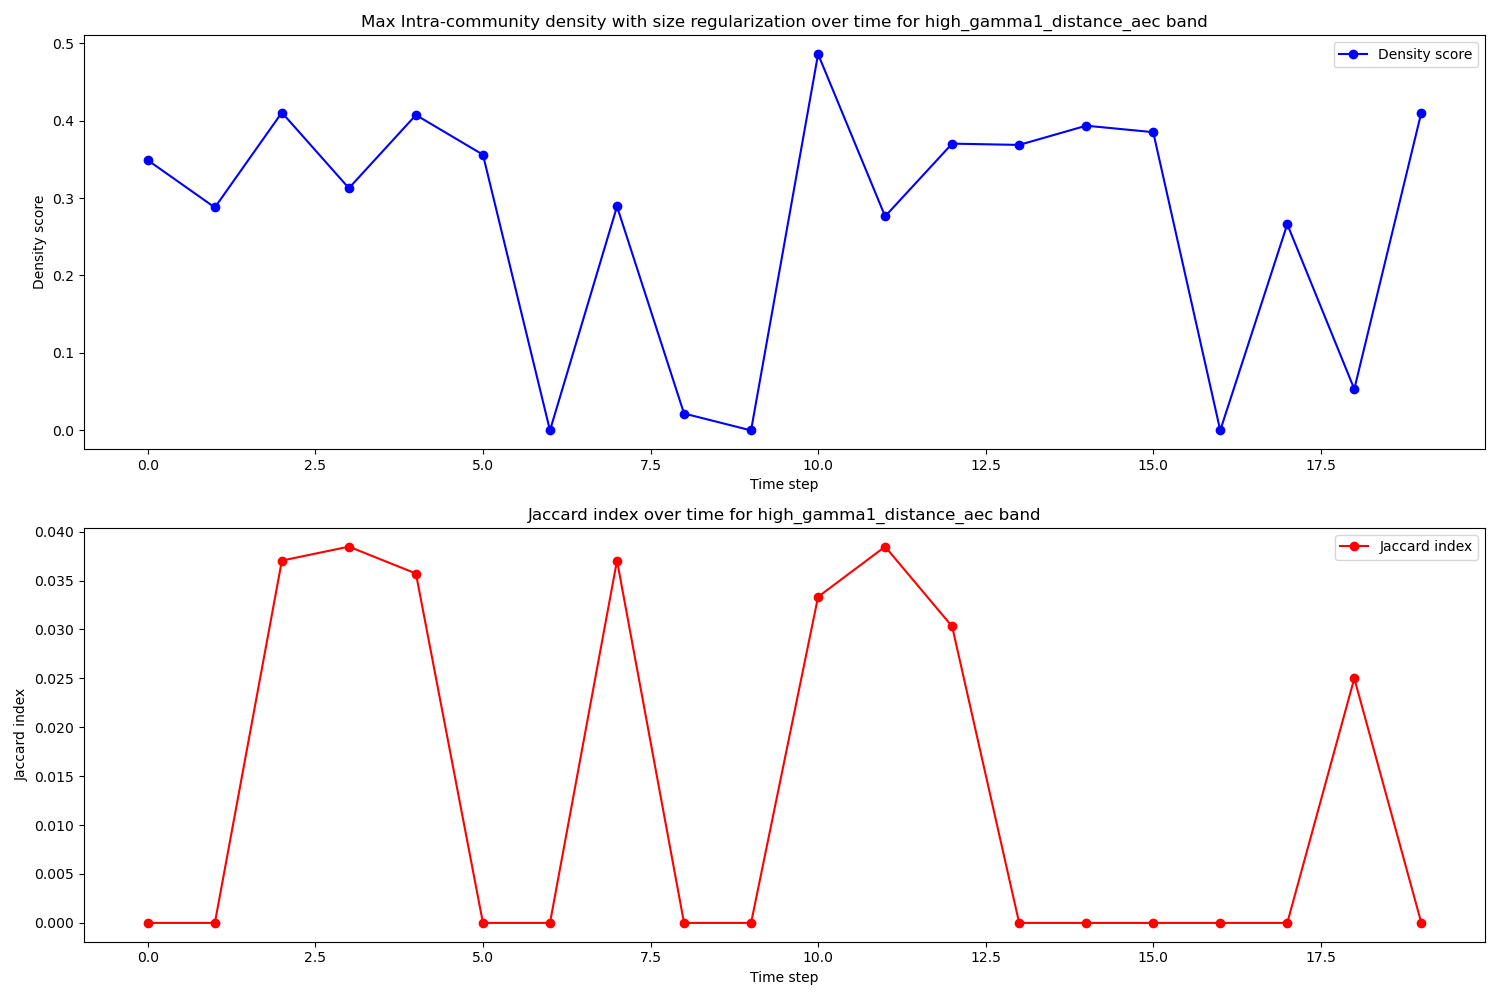 Max Intra-community density with size regularization over time for high_gamma1_distance_aec band
0.5
0.4
0.3
0.2
0.1
0.0
Density score
Density score
0.0 2.5 5.0 7.5 10.0 12.5 15.0 17.5
Time step
Jaccard index over time for high_gamma1_distance_aec band
0.040
0.035
0.030
0.025
0.020
0.015
0.010
0.005
0.000
Jaccard index
Jaccard index
0.0 2.5 5.0 7.5 10.0 12.5 15.0 17.5
Time step